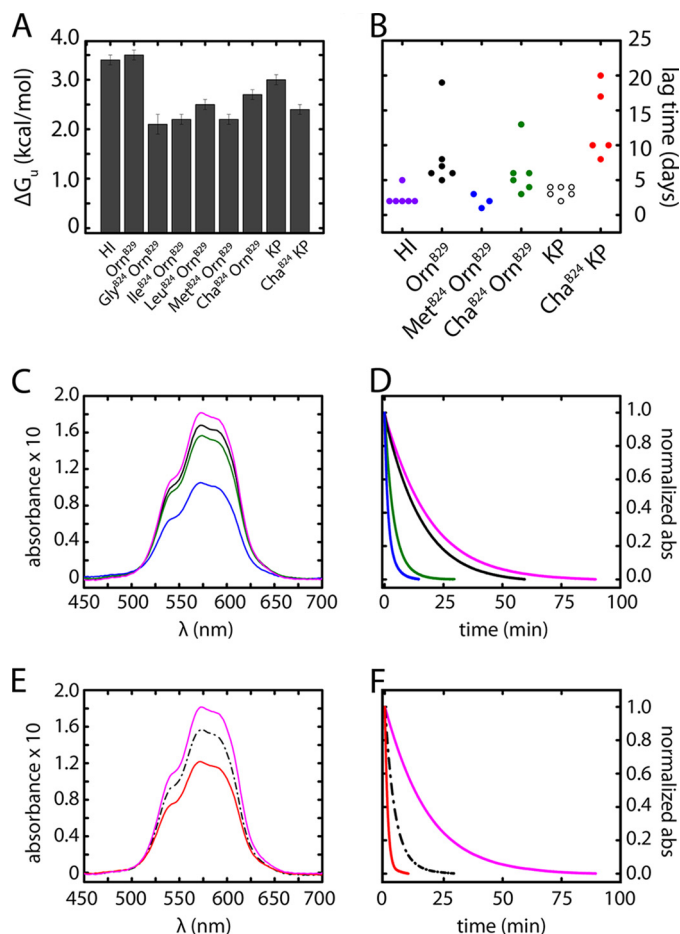 A
ΔGᵤ (kcal/mol)
4.0
3.0
2.0
1.0
0
HI
Ornᴮ²⁹
Glyᴮ²⁴ Ornᴮ²⁹
Ileᴮ²⁴ Ornᴮ²⁹
Leuᴮ²⁴ Ornᴮ²⁹
Metᴮ²⁴ Ornᴮ²⁹
Chaᴮ²⁴ Ornᴮ²⁹
KP
Chaᴮ²⁴ KP
B
lag time (days)
25
20
15
10
5
0
HI
Ornᴮ²⁹
Metᴮ²⁴ Ornᴮ²⁹
Chaᴮ²⁴ Ornᴮ²⁹
KP
Chaᴮ²⁴ KP
C
absorbance x 10
2.0
1.6
1.2
0.8
0.4
0
450 500 550 600 650 700
λ (nm)
D
normalized abs
1.0
0.8
0.6
0.4
0.2
0.0
0 25 50 75 100
time (min)
E
absorbance x 10
2.0
1.6
1.2
0.8
0.4
0
450 500 550 600 650 700
λ (nm)
F
normalized abs
1.0
0.8
0.6
0.4
0.2
0.0
0 25 50 75 100
time (min)